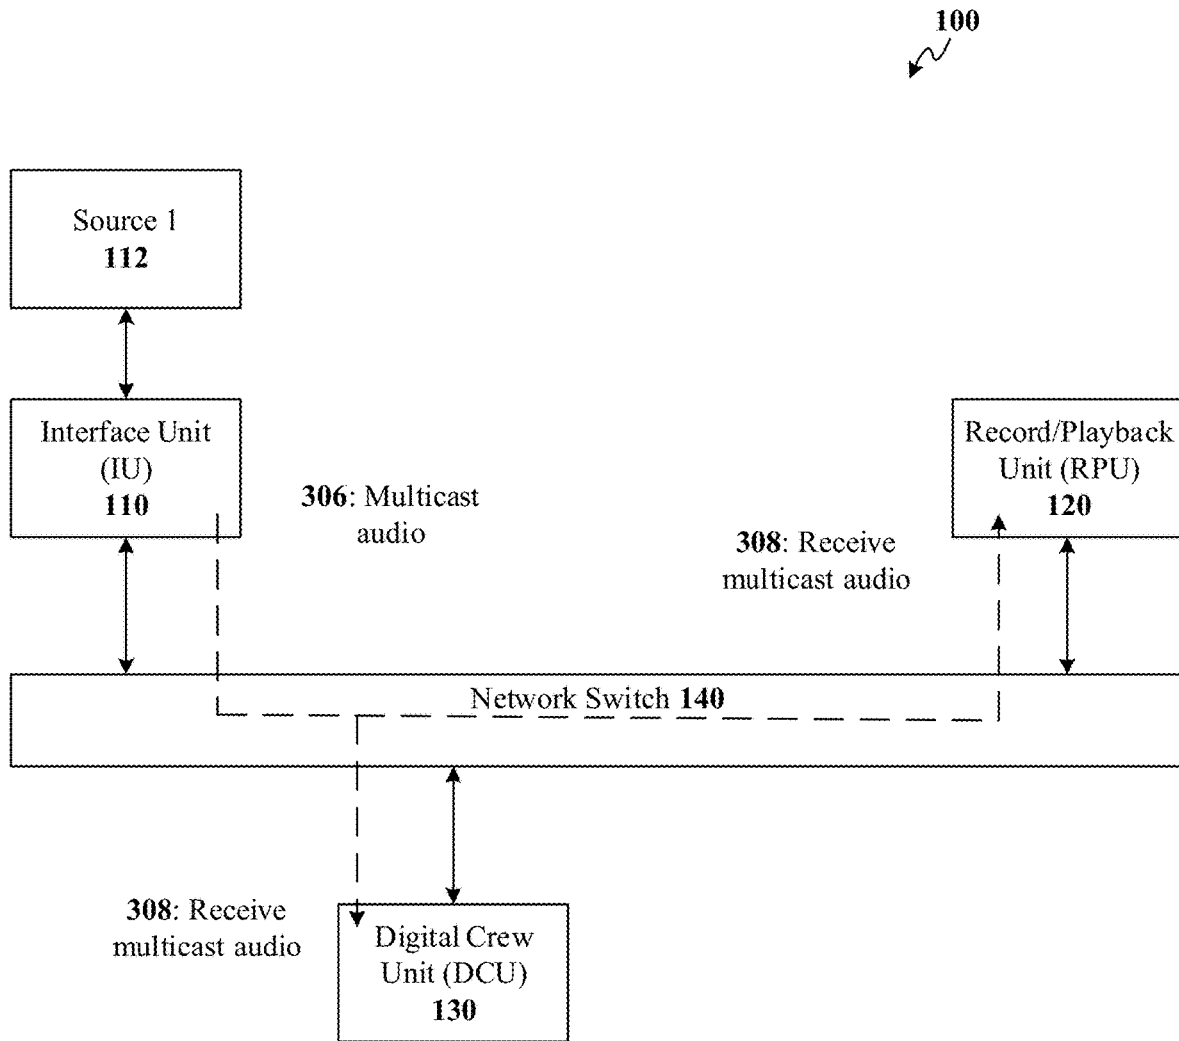 100
Source 1
112
Interface Unit
(IU)
110
306: Multicast
audio
Record/Playback
Unit (RPU)
120
308: Receive
multicast audio
Network Switch 140
308: Receive
multicast audio
Digital Crew
Unit (DCU)
130